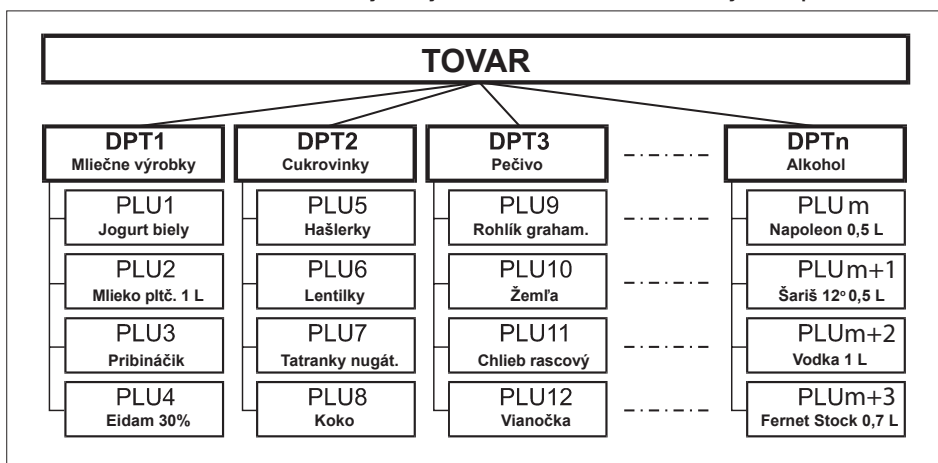 TOVAR
DPT1
Mliečne výrobky
PLU1
Jogurt biely
PLU2
Mlieko pltč. 1 L
PLU3
Pribináčik
PLU4
Eidam 30%
DPT2
Cukrovinky
PLU5
Hašlerky
PLU6
Lentilky
PLU7
Tatranky nugát.
PLU8
Koko
DPT3
Pečivo
PLU9
Rohlík graham.
PLU10
Žemľa
PLU11
Chlieb rascový
PLU12
Vianočka
DPTn
Alkohol
PLU m
Napoleon 0,5 L
PLUm+1
Šariš 12° 0,5 L
PLUm+2
Vodka 1 L
PLUm+3
Fernet Stock 0,7 L